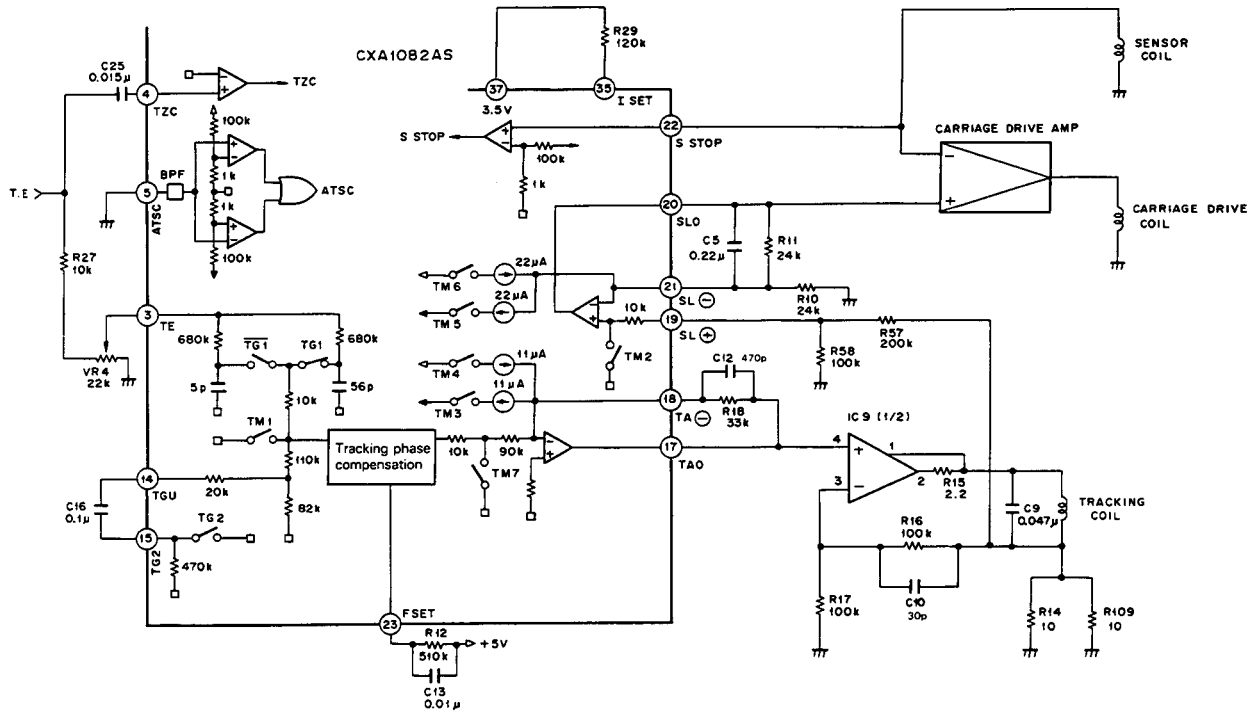 CXA1082AS
R29
120k
SENSOR
COIL
C25
0.015μ
4
TZC
−
+
TZC
37
3.5V
35
I SET
100k
22
S STOP
S STOP
+
−
100k
1k
CARRIAGE DRIVE AMP
−
+
T.E
5
ATSC
BPF
+
−
1k
1k
+
−
ATSC
100k
20
SLO
CARRIAGE DRIVE
COIL
C5
0.22μ
R11
24k
R27
10k
TM6
22μA
22μA
TM5
21
SL ⊖
R10
24k
−
+
10k
19
SL ⊕
R57
200k
3
TE
680k
TG1
TG1
680k
TM2
R58
100k
VR4
22k
5p
56p
10k
TM4
11μA
11μA
TM3
C12 470p
18
TA ⊖
R18
33k
IC9 (1/2)
TM1
110k
Tracking phase
compensation
10k
90k
−
+
17
TAO
4
+
1
3
−
2
R15
2.2
TM7
14
TGU
20k
82k
C16
0.1μ
TG2
15
TG2
470k
C9
0.047μ
TRACKING
COIL
R16
100k
C10
30p
R17
100k
R14
10
R109
10
FSET
23
R12
510k
+5V
C13
0.01μ